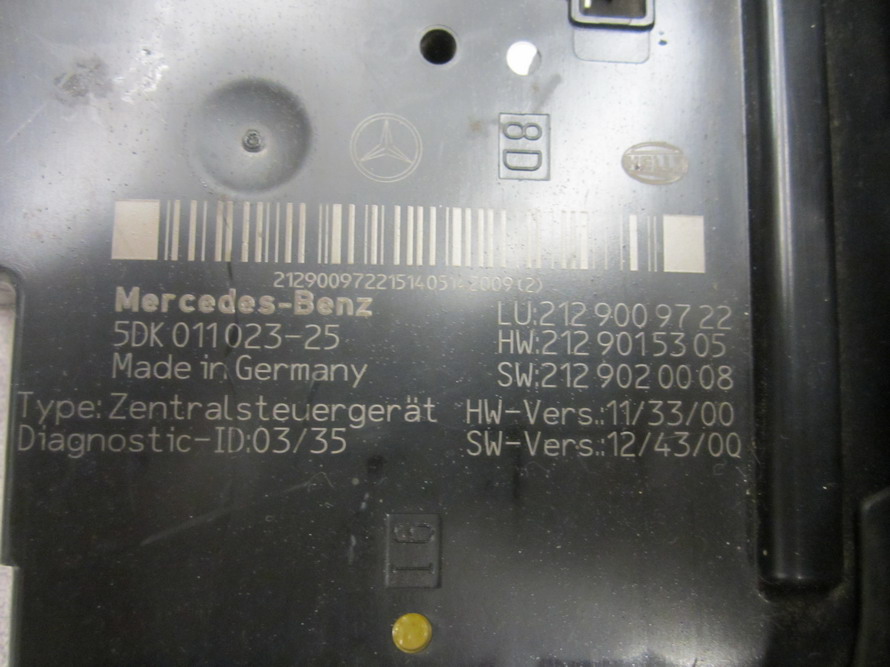 8D
HELLA
2129009722151405142009(2)
Mercedes-Benz
5DK 011 023-25
Made in Germany
Type: Zentralsteuergerät
Diagnostic-ID:03/35
LU:212 900 97 22
HW:212 901 53 05
SW:212 902 00 08
HW-Vers.:11/33/00
SW-Vers.:12/43/00
91